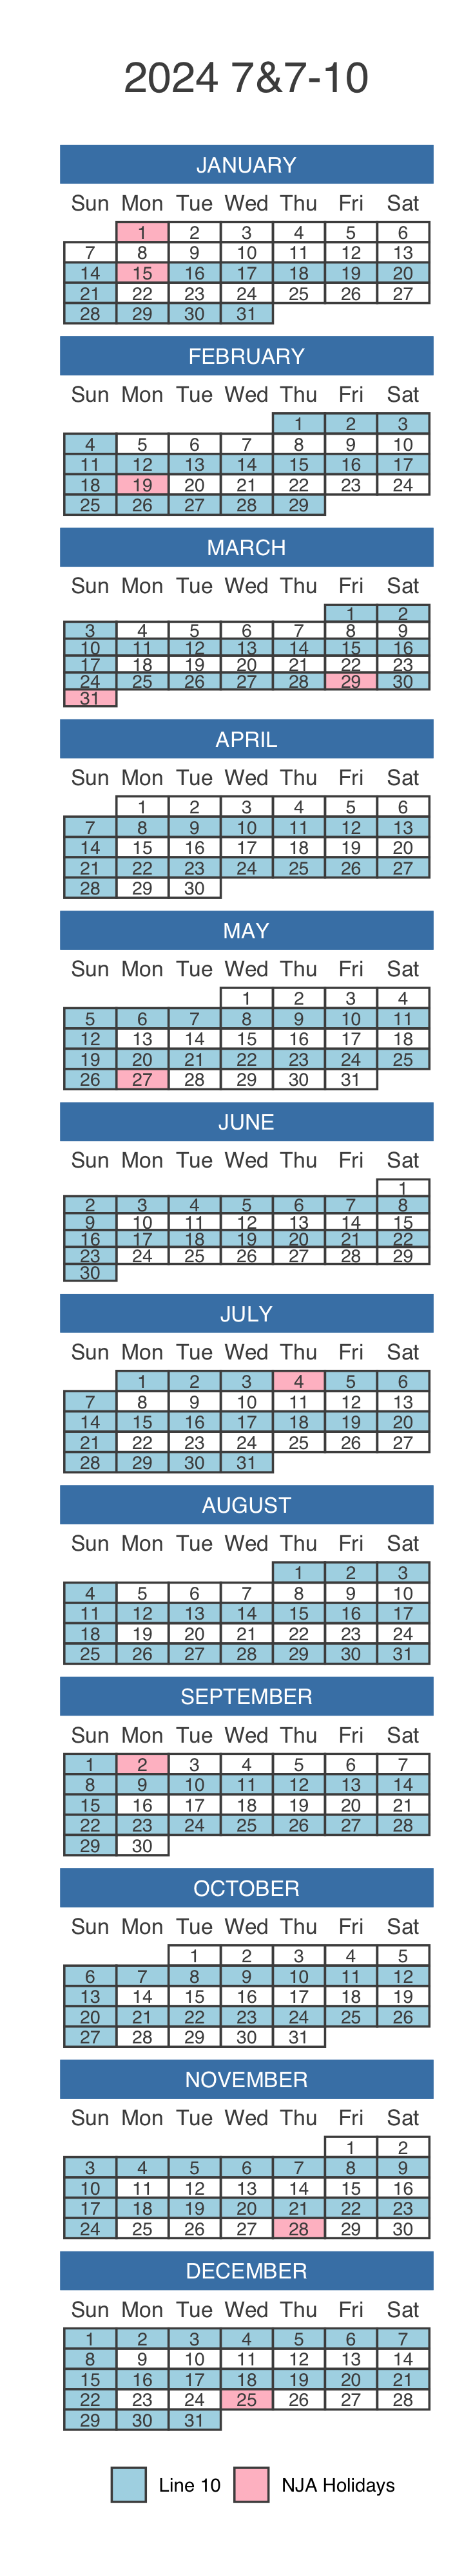 2024 7&7-10
JANUARY
Sun Mon Tue Wed Thu Fri Sat
1 2 3 4 5 6
7 8 9 10 11 12 13
14 15 16 17 18 19 20
21 22 23 24 25 26 27
28 29 30 31
FEBRUARY
Sun Mon Tue Wed Thu Fri Sat
1 2 3
4 5 6 7 8 9 10
11 12 13 14 15 16 17
18 19 20 21 22 23 24
25 26 27 28 29
MARCH
Sun Mon Tue Wed Thu Fri Sat
1 2
3 4 5 6 7 8 9
10 11 12 13 14 15 16
17 18 19 20 21 22 23
24 25 26 27 28 29 30
31
APRIL
Sun Mon Tue Wed Thu Fri Sat
1 2 3 4 5 6
7 8 9 10 11 12 13
14 15 16 17 18 19 20
21 22 23 24 25 26 27
28 29 30
MAY
Sun Mon Tue Wed Thu Fri Sat
1 2 3 4
5 6 7 8 9 10 11
12 13 14 15 16 17 18
19 20 21 22 23 24 25
26 27 28 29 30 31
JUNE
Sun Mon Tue Wed Thu Fri Sat
1
2 3 4 5 6 7 8
9 10 11 12 13 14 15
16 17 18 19 20 21 22
23 24 25 26 27 28 29
30
JULY
Sun Mon Tue Wed Thu Fri Sat
1 2 3 4 5 6
7 8 9 10 11 12 13
14 15 16 17 18 19 20
21 22 23 24 25 26 27
28 29 30 31
AUGUST
Sun Mon Tue Wed Thu Fri Sat
1 2 3
4 5 6 7 8 9 10
11 12 13 14 15 16 17
18 19 20 21 22 23 24
25 26 27 28 29 30 31
SEPTEMBER
Sun Mon Tue Wed Thu Fri Sat
1 2 3 4 5 6 7
8 9 10 11 12 13 14
15 16 17 18 19 20 21
22 23 24 25 26 27 28
29 30
OCTOBER
Sun Mon Tue Wed Thu Fri Sat
1 2 3 4 5
6 7 8 9 10 11 12
13 14 15 16 17 18 19
20 21 22 23 24 25 26
27 28 29 30 31
NOVEMBER
Sun Mon Tue Wed Thu Fri Sat
1 2
3 4 5 6 7 8 9
10 11 12 13 14 15 16
17 18 19 20 21 22 23
24 25 26 27 28 29 30
DECEMBER
Sun Mon Tue Wed Thu Fri Sat
1 2 3 4 5 6 7
8 9 10 11 12 13 14
15 16 17 18 19 20 21
22 23 24 25 26 27 28
29 30 31
Line 10 NJA Holidays